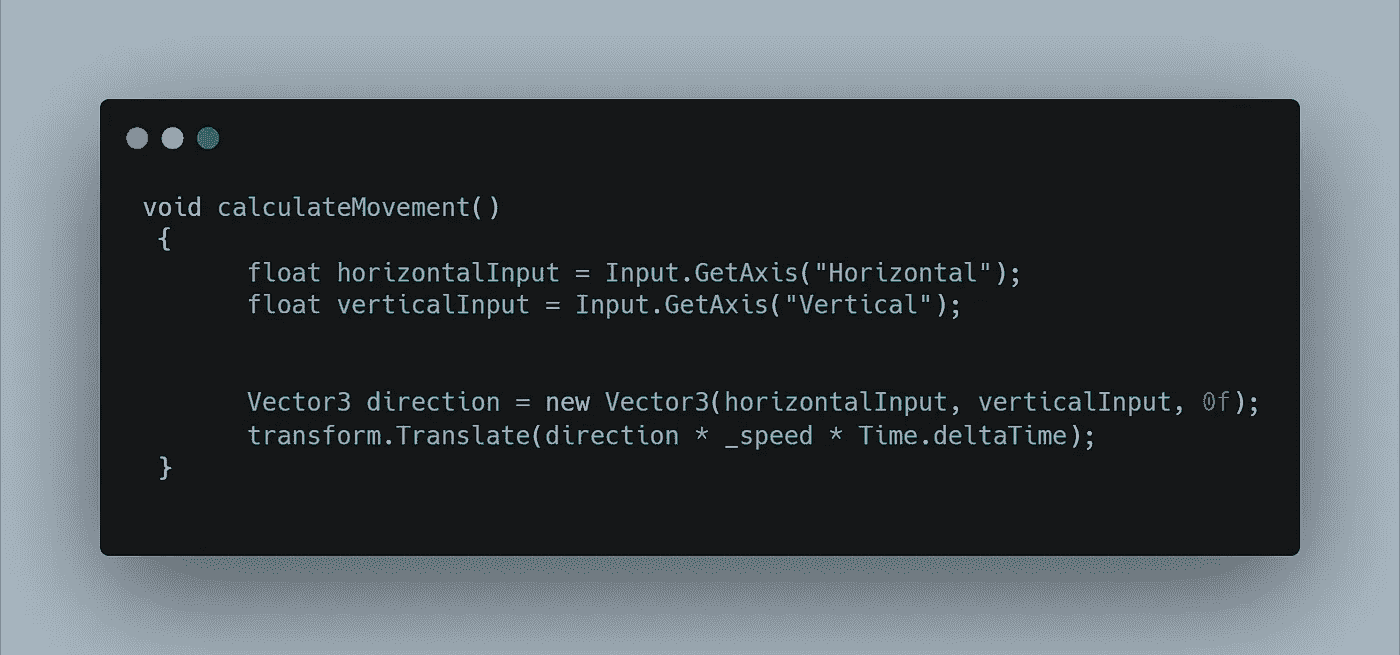 void calculateMovement()
{
float horizontalInput = Input.GetAxis("Horizontal");
float verticalInput = Input.GetAxis("Vertical");
Vector3 direction = new Vector3(horizontalInput, verticalInput, 0f);
transform.Translate(direction * _speed * Time.deltaTime);
}